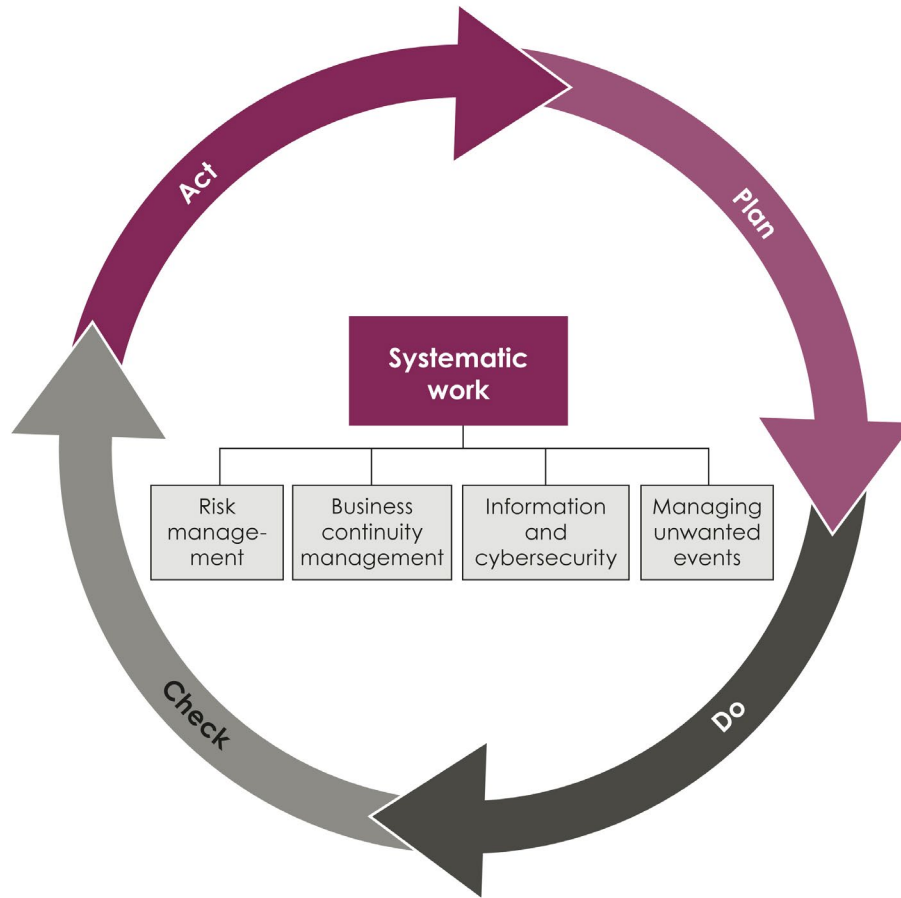 Act
Plan
Systematic
work
Risk
manage-
ment
Business
continuity
management
Information
and
cybersecurity
Managing
unwanted
events
Check
Do